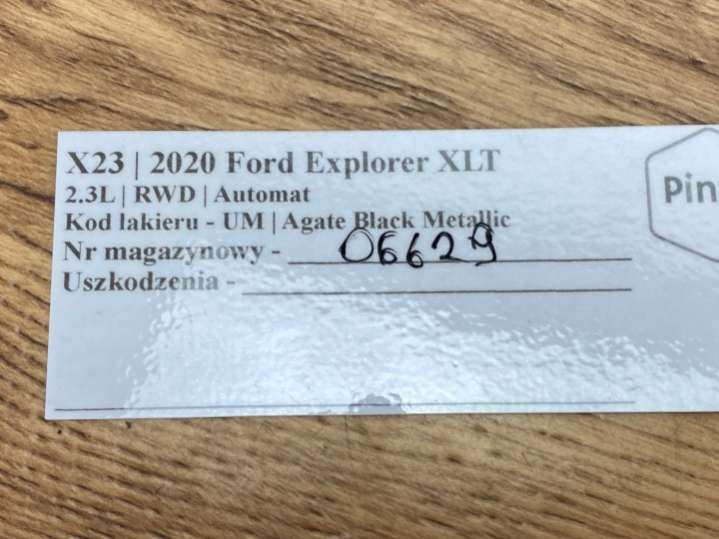 X23 | 2020 Ford Explorer XLT
2.3L | RWD | Automat
Kod lakieru - UM | Agate Black Metallic
Nr magazynowy - 06629
Uszkodzenia -
Pin